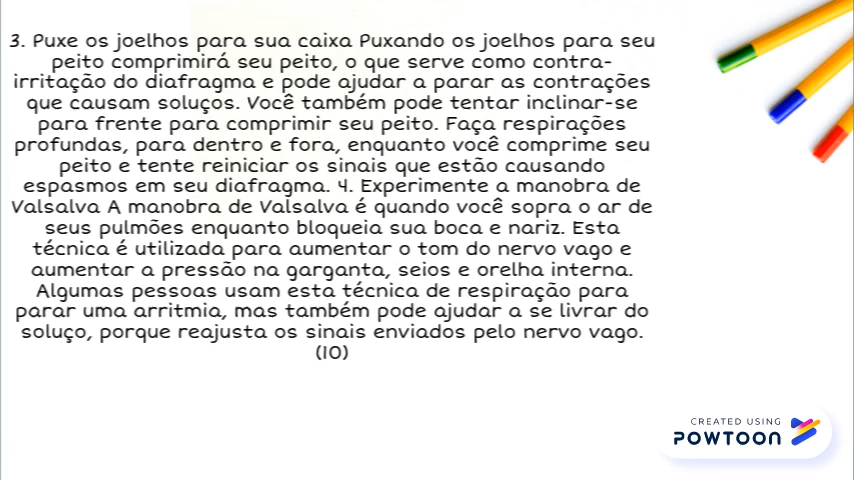 3. Puxe os joelhos para sua caixa Puxando os joelhos para seu
peito comprimirá seu peito, o que serve como contra-
irritação do diafragma e pode ajudar a parar as contrações
que causam soluços. Você também pode tentar inclinar-se
para frente para comprimir seu peito. Faça respirações
profundas, para dentro e fora, enquanto você comprime seu
peito e tente reiniciar os sinais que estão causando
espasmos em seu diafragma. 4. Experimente a manobra de
Valsalva A manobra de Valsalva é quando você sopra o ar de
seus pulmões enquanto bloqueia sua boca e nariz. Esta
técnica é utilizada para aumentar o tom do nervo vago e
aumentar a pressão na garganta, seios e orelha interna.
Algumas pessoas usam esta técnica de respiração para
parar uma arritmia, mas também pode ajudar a se livrar do
soluço, porque reajusta os sinais enviados pelo nervo vago.
(10)
CREATED USING
POWTOON